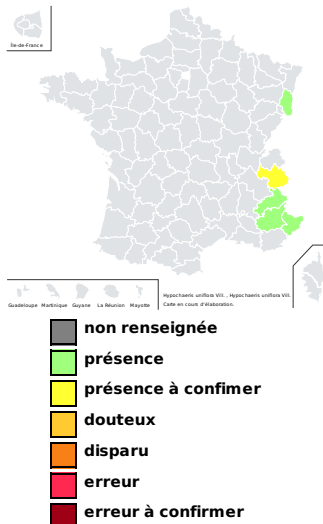 Île-de-France
Guadeloupe Martinique Guyane La Réunion Mayotte
Hypochaeris uniflora Vill. , Hypochaeris uniflora Vill.
Carte en cours d'élaboration.
non renseignée
présence
présence à confimer
douteux
disparu
erreur
erreur à confirmer